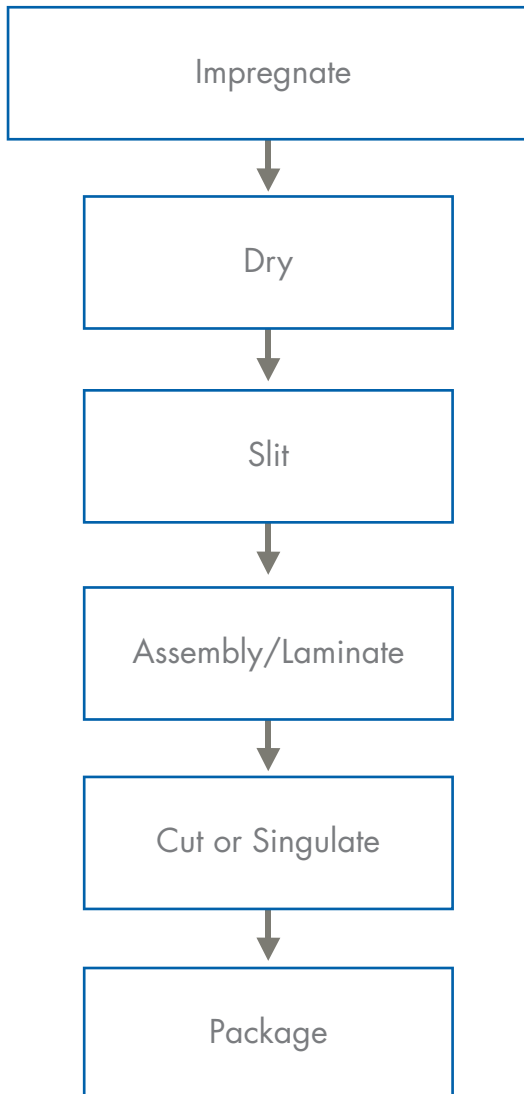 Impregnate
Dry
Slit
Assembly/Laminate
Cut or Singulate
Package